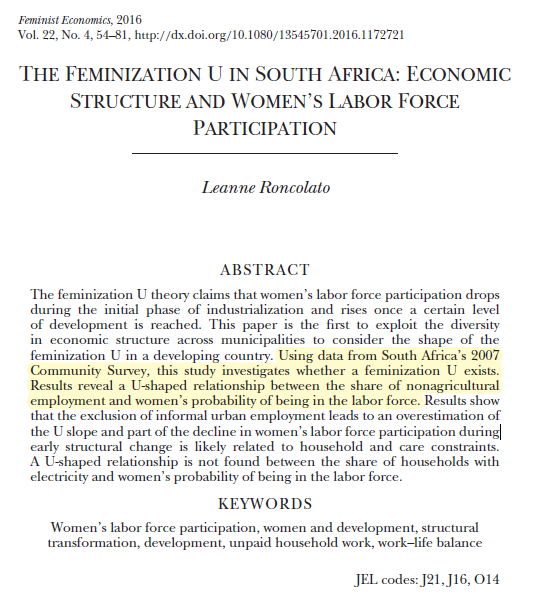 Feminist Economics, 2016
Vol. 22, No. 4, 54–81, http://dx.doi.org/10.1080/13545701.2016.1172721
THE FEMINIZATION U IN SOUTH AFRICA: ECONOMIC
STRUCTURE AND WOMEN'S LABOR FORCE
PARTICIPATION
Leanne Roncolato
ABSTRACT
The feminization U theory claims that women's labor force participation drops
during the initial phase of industrialization and rises once a certain level
of development is reached. This paper is the first to exploit the diversity
in economic structure across municipalities to consider the shape of the
feminization U in a developing country. Using data from South Africa's 2007
Community Survey, this study investigates whether a feminization U exists.
Results reveal a U-shaped relationship between the share of nonagricultural
employment and women's probability of being in the labor force. Results show
that the exclusion of informal urban employment leads to an overestimation of
the U slope and part of the decline in women's labor force participation during
early structural change is likely related to household and care constraints.
A U-shaped relationship is not found between the share of households with
electricity and women's probability of being in the labor force.
KEYWORDS
Women's labor force participation, women and development, structural
transformation, development, unpaid household work, work–life balance
JEL codes: J21, J16, O14